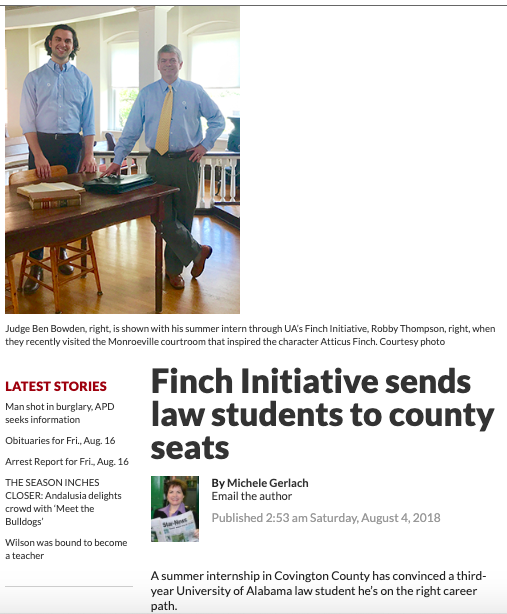 Judge Ben Bowden, right, is shown with his summer intern through UA's Finch Initiative, Robby Thompson, right, when
they recently visited the Monroeville courtroom that inspired the character Atticus Finch. Courtesy photo
LATEST STORIES
Man shot in burglary, APD
seeks information
Obituaries for Fri., Aug. 16
Arrest Report for Fri., Aug. 16
THE SEASON INCHES
CLOSER: Andalusia delights
crowd with 'Meet the
Bulldogs'
Wilson was bound to become
a teacher
Finch Initiative sends
law students to county
seats
Star-News
By Michele Gerlach
Email the author
Published 2:53 am Saturday, August 4, 2018
A summer internship in Covington County has convinced a third-
year University of Alabama law student he's on the right career
path.